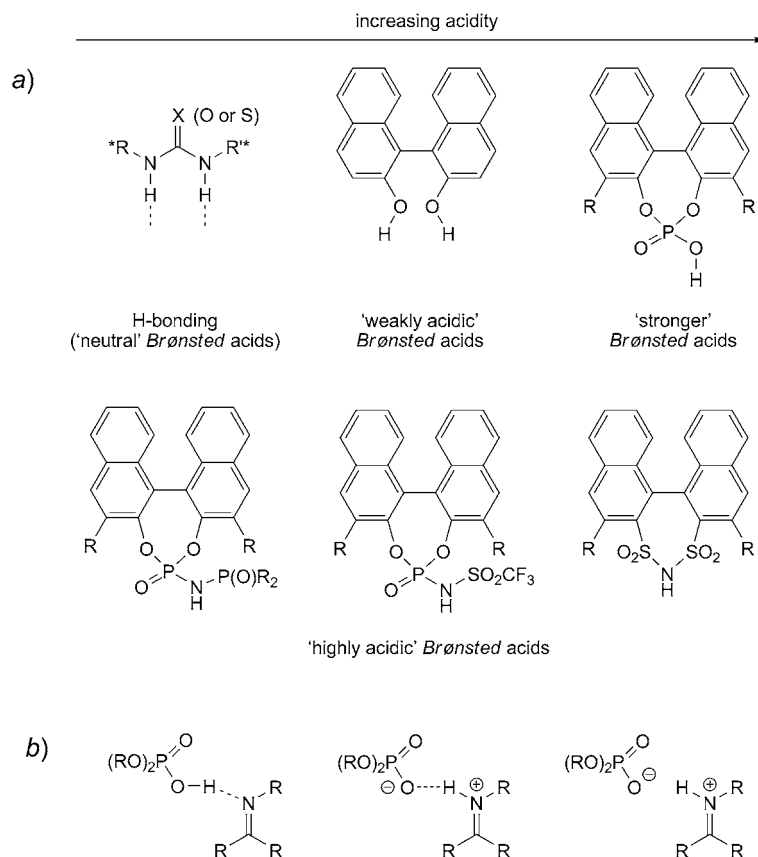 increasing acidity
a)
X (O or S)
*R N N R'*
H H
O O
H H
R O O R
P
O O
H
H-bonding
('neutral' Brønsted acids)
'weakly acidic'
Brønsted acids
'stronger'
Brønsted acids
R O O R
P
O N P(O)R2
H
R O O R
P
O N SO2CF3
H
R O2S SO2 R
N
H
'highly acidic' Brønsted acids
b)
(RO)2P O
O H N R
R R
(RO)2P O
⊖ O H N ⊕ R
R R
(RO)2P O
O ⊖ H N ⊕ R
R R